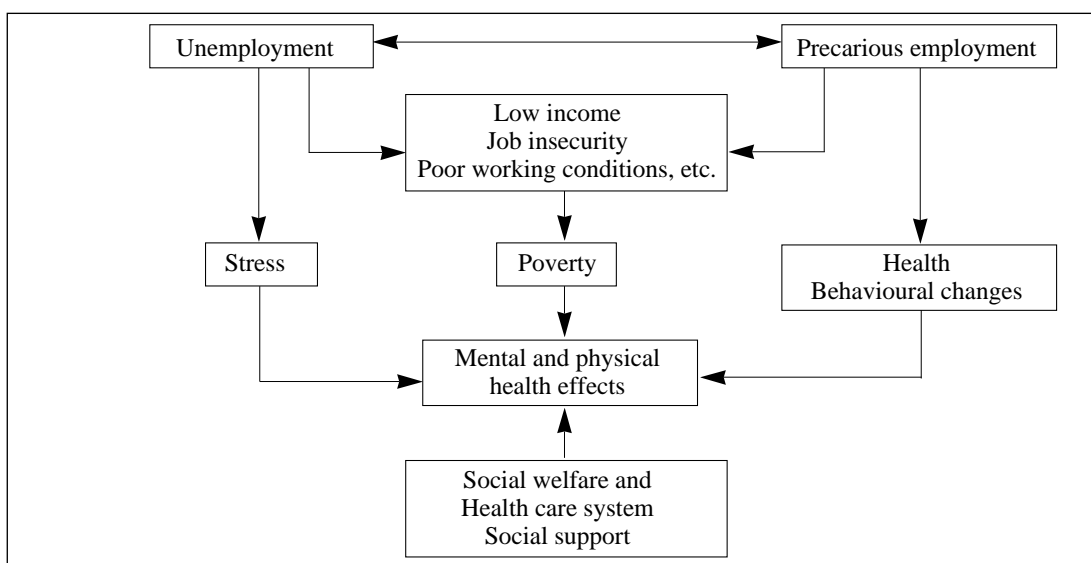 Unemployment
Precarious employment
Low income
Job insecurity
Poor working conditions, etc.
Stress
Poverty
Health
Behavioural changes
Mental and physical
health effects
Social welfare and
Health care system
Social support